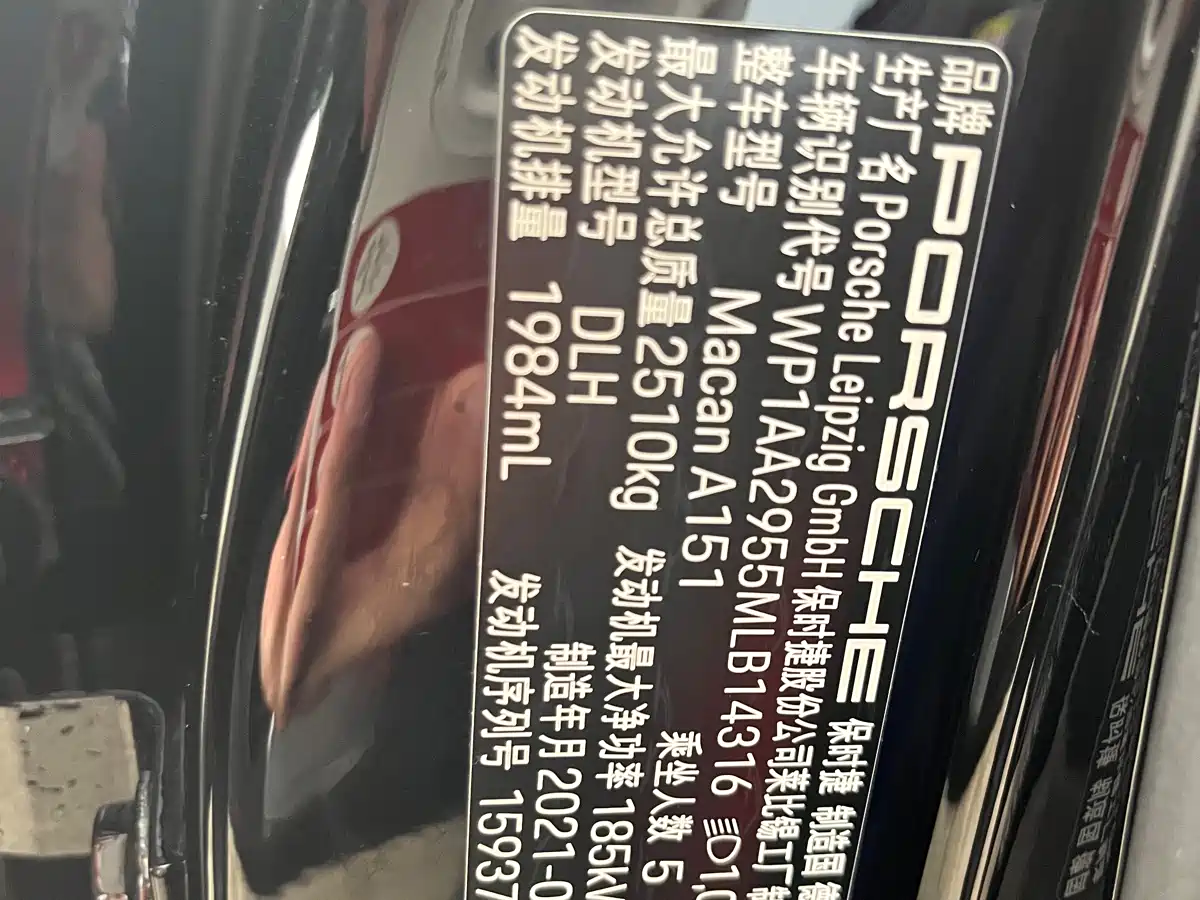 品牌 PORSCHE 保时捷 制造国
生产厂名 Porsche Leipzig GmbH 保时捷股份公司莱比锡工厂
车辆识别代号 WP1AA2955MLB14316 1,0
整车型号 Macan A151 乘坐人数 5
最大允许总质量 2510kg 发动机最大净功率 185k
发动机型号 DLH 制造年月 2021-0
发动机排量 1984mL 发动机序列号 15937